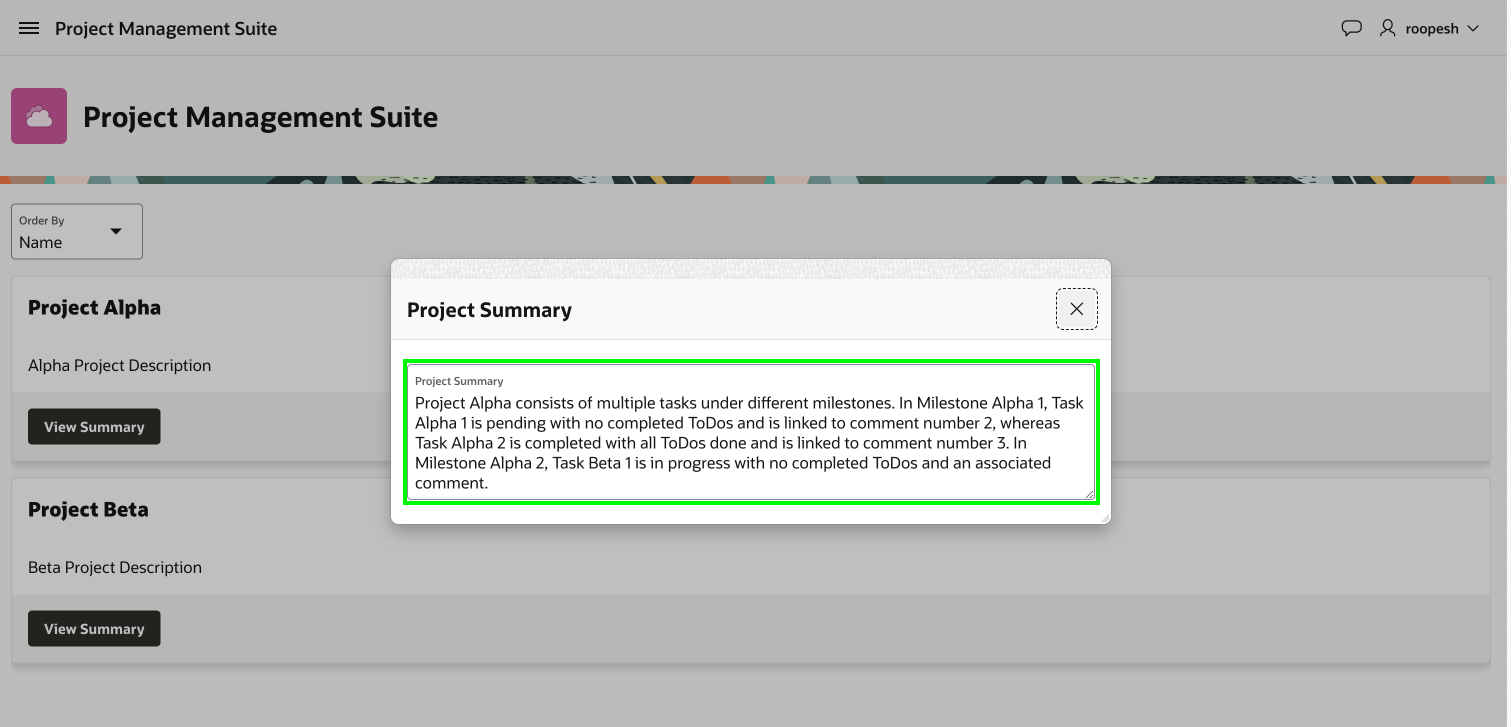 Project Management Suite
roopesh
Project Management Suite
Order By
Name
Project Alpha
Alpha Project Description
View Summary
Project Summary
Project Summary
Project Alpha consists of multiple tasks under different milestones. In Milestone Alpha 1, Task
Alpha 1 is pending with no completed ToDos and is linked to comment number 2, whereas
Task Alpha 2 is completed with all ToDos done and is linked to comment number 3. In
Milestone Alpha 2, Task Beta 1 is in progress with no completed ToDos and an associated
comment.
Project Beta
Beta Project Description
View Summary